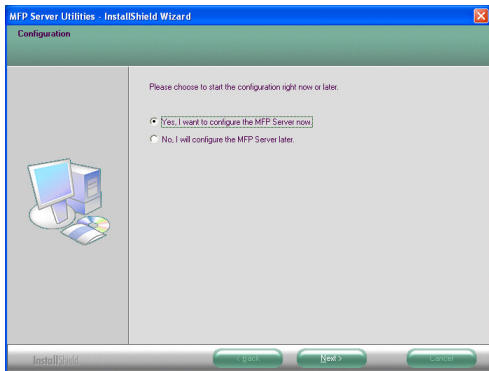 MFP Server Utilities - InstallShield Wizard
Configuration
Please choose to start the configuration right now or later.
Yes, I want to configure the MFP Server now.
No, I will configure the MFP Server later.
InstallShield
< Back
Next >
Cancel